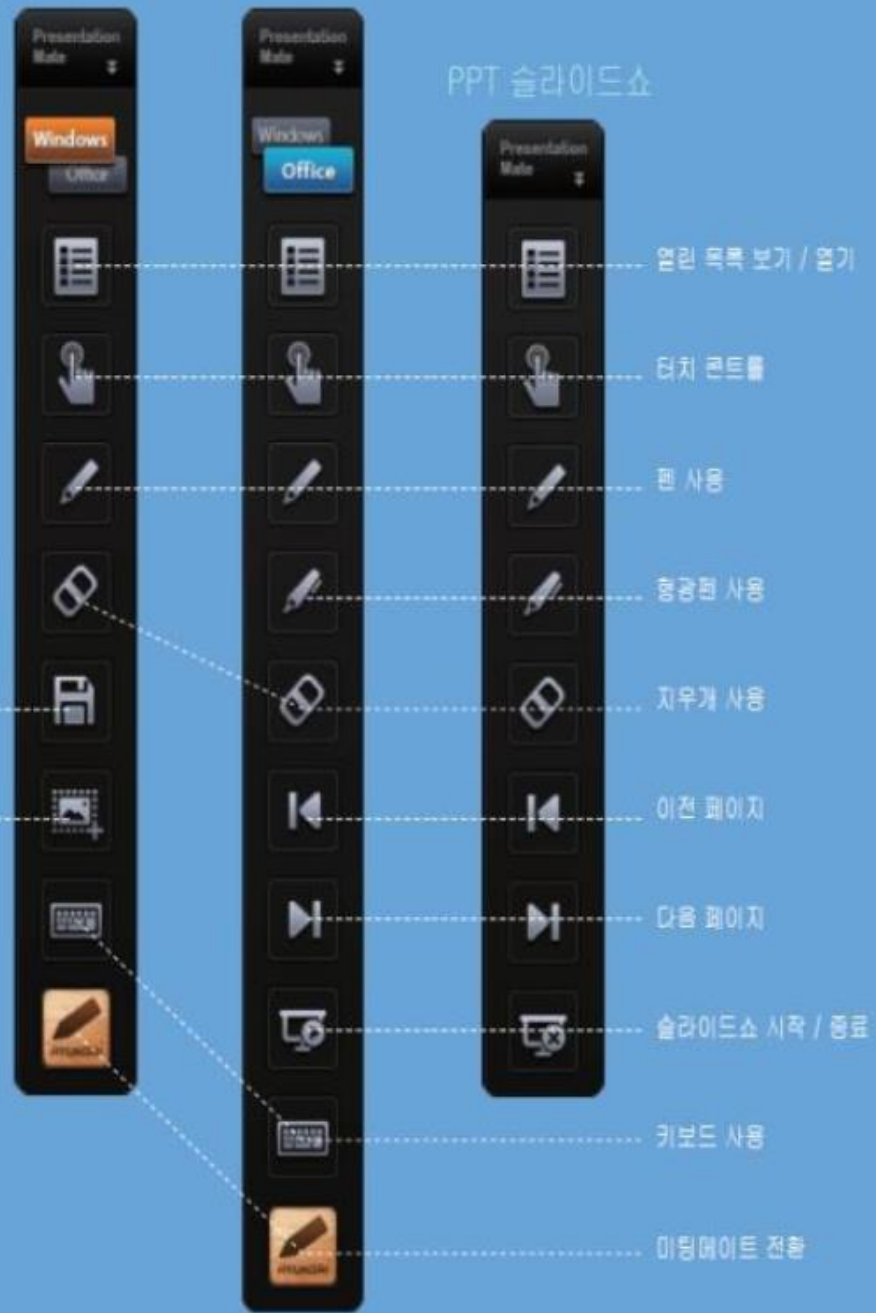 Presentation
Mate
Windows
Office
Presentation
Mate
Windows
Office
PPT 슬라이드쇼
Presentation
Mate
열린 목록 보기 / 열기
터치 콘트롤
펜 사용
형광펜 사용
지우개 사용
이전 페이지
다음 페이지
슬라이드쇼 시작 / 종료
키보드 사용
미팅메이트 전환
HYUNDAI
HYUNDAI